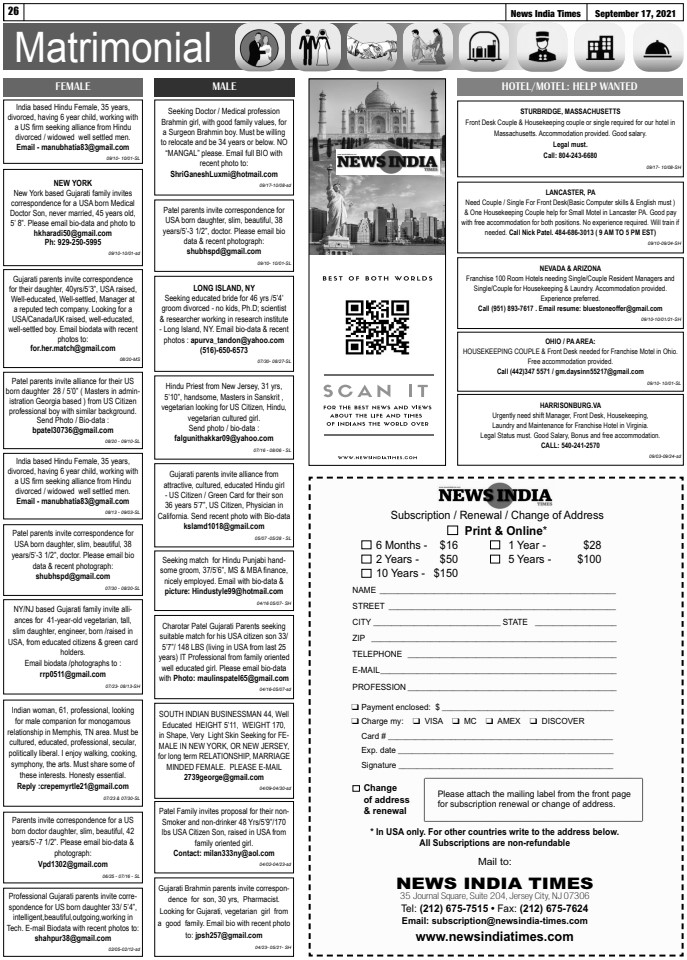 26
News India Times
September 17, 2021
Matrimonial
FEMALE
India based Hindu Female, 35 years,
divorced, having 6 year child, working with
a US firm seeking alliance from Hindu
divorced / widowed well settled men.
Email - manubhatia83@gmail.com
09/10- 10/01-SL
NEW YORK
New York based Gujarati family invites
correspondence for a USA born Medical
Doctor Son, never married, 45 years old,
5' 8". Please email bio-data and photo to
hkharadi50@gmail.com
Ph: 929-250-5995
09/10-10/01-sd
Gujarati parents invite correspondence
for their daughter, 40yrs/5'3", USA raised,
Well-educated, Well-settled, Manager at
a reputed tech company. Looking for a
USA/Canada/UK raised, well-educated,
well-settled boy. Email biodata with recent
photos to:
for.her.match@gmail.com
08/20-MS
Patel parents invite alliance for their US
born daughter 28 / 5'0" ( Masters in admin-
istration Georgia based ) from US Citizen
professional boy with similar background.
Send Photo / Bio-data :
bpatel30736@gmail.com
08/20 - 09/10-SL
India based Hindu Female, 35 years,
divorced, having 6 year child, working with
a US firm seeking alliance from Hindu
divorced / widowed well settled men.
Email - manubhatia83@gmail.com
08/13 - 09/03-SL
Patel parents invite correspondence for
USA born daughter, slim, beautiful, 38
years/5'-3 1/2", doctor. Please email bio
data & recent photograph:
shubhspd@gmail.com
07/30 - 08/20-SL
NY/NJ based Gujarati family invite alli-
ances for 41-year-old vegetarian, tall,
slim daughter, engineer, born /raised in
USA, from educated citizens & green card
holders.
Email biodata /photographs to :
rrp0511@gmail.com
07/23- 08/13-SH
Indian woman, 61, professional, looking
for male companion for monogamous
relationship in Memphis, TN area. Must be
cultured, educated, professional, secular,
politically liberal. I enjoy walking, cooking,
symphony, the arts. Must share some of
these interests. Honesty essential.
Reply :crepemyrtle21@gmail.com
07/23 & 07/30-SL
Parents invite correspondence for a US
born doctor daughter, slim, beautiful, 42
years/5'-7 1/2". Please email bio-data &
photograph:
Vpd1302@gmail.com
06/25 - 07/16 - SL
Professional Gujarati parents invite corre-
spondence for US born daughter 33/ 5'4",
intelligent,beautiful,outgoing,working in
Tech. E-mail Biodata with recent photos to:
shahpur38@gmail.com
02/05-02/12-sd
MALE
Seeking Doctor / Medical profession
Brahmin girl, with good family values, for
a Surgeon Brahmin boy. Must be willing
to relocate and be 34 years or below. NO
"MANGAL" please. Email full BIO with
recent photo to:
ShriGaneshLuxmi@hotmail.com
09/17-10/08-sd
Patel parents invite correspondence for
USA born daughter, slim, beautiful, 38
years/5'-3 1/2", doctor. Please email bio
data & recent photograph:
shubhspd@gmail.com
09/10- 10/01-SL
LONG ISLAND, NY
Seeking educated bride for 46 yrs /5'4'
groom divorced - no kids, Ph.D; scientist
& researcher working in research institute
- Long Island, NY. Email bio-data & recent
photos : apurva_tandon@yahoo.com
(516)-650-6573
07/30- 08/27-SL
Hindu Priest from New Jersey, 31 yrs,
5'10", handsome, Masters in Sanskrit ,
vegetarian looking for US Citizen, Hindu,
vegetarian cultured girl.
Send photo / bio-data :
falgunithakkar09@yahoo.com
07/16 - 08/06 - SL
Gujarati parents invite alliance from
attractive, cultured, educated Hindu girl
- US Citizen / Green Card for their son
36 years 5'7", US Citizen, Physician in
California. Send recent photo with Bio-data
kslamd1018@gmail.com
05/07 -05/28 - SL
Seeking match for Hindu Punjabi hand-
some groom, 37/5'6", MS & MBA finance,
nicely employed. Email with bio-data &
picture: Hindustyle99@hotmail.com
04/16-05/07- SH
Charotar Patel Gujarati Parents seeking
suitable match for his USA citizen son 33/
5'7"/ 148 LBS (living in USA from last 25
years) IT Professional from family oriented
well educated girl. Please email bio-data
with Photo: maulinspatel65@gmail.com
04/16-05/07-sd
SOUTH INDIAN BUSINESSMAN 44, Well
Educated HEIGHT 5'11, WEIGHT 170,
in Shape, Very Light Skin Seeking for FE-
MALE IN NEW YORK, OR NEW JERSEY,
for long term RELATIONSHIP, MARRIAGE
MINDED FEMALE. PLEASE E-MAIL
2739george@gmail.com
04/09-04/30-sd
Patel Family invites proposal for their non-
Smoker and non-drinker 48 Yrs/5'9"/170
lbs USA Citizen Son, raised in USA from
family oriented girl.
Contact: milan333ny@aol.com
04/02-04/23-sd
Gujarati Brahmin parents invite correspon-
dence for son, 30 yrs, Pharmacist.
Looking for Gujarati, vegetarian girl from
a good family. Email bio with recent photo
to: jpsh257@gmail.com
04/23- 05/21- SH
NEWS INDIA
TIMES
BEST OF BOTH WORLDS
SCAN IT
FOR THE BEST NEWS AND VIEWS
ABOUT THE LIFE AND TIMES
OF INDIANS THE WORLD OVER
WWW.NEWSINDIATIMES.COM
HOTEL/MOTEL: HELP WANTED
STURBRIDGE, MASSACHUSETTS
Front Desk Couple & Housekeeping couple or single required for our hotel in
Massachusetts. Accommodation provided. Good salary.
Legal must.
Call: 804-243-6680
09/17- 10/08-SH
LANCASTER, PA
Need Couple / Single For Front Desk(Basic Computer skills & English must )
& One Housekeeping Couple help for Small Motel in Lancaster PA. Good pay
with free accommodation for both positions. No experience required. Will train if
needed. Call Nick Patel. 484-686-3013 ( 9 AM TO 5 PM EST)
09/10-09/24-SH
NEVADA & ARIZONA
Franchise 100 Room Hotels needing Single/Couple Resident Managers and
Single/Couple for Housekeeping & Laundry. Accommodation provided.
Experience preferred.
Call (951) 893-7617 . Email resume: bluestoneoffer@gmail.com
09/10-10/01/21-SH
OHIO / PA AREA:
HOUSEKEEPING COUPLE & Front Desk needed for Franchise Motel in Ohio.
Free accommodation provided.
Call (442)347 5571 / gm.daysinn55217@gmail.com
09/10- 10/01-SL
HARRISONBURG.VA
Urgently need shift Manager, Front Desk, Housekeeping,
Laundry and Maintenance for Franchise Hotel in Virginia.
Legal Status must. Good Salary, Bonus and free accommodation.
CALL: 540-241-2570
09/03-09/24-sd
NEWS INDIA
TIMES
Subscription / Renewal / Change of Address
Print & Online*
6 Months - $16 1 Year - $28
2 Years - $50 5 Years - $100
10 Years - $150
NAME
STREET
CITY STATE
ZIP
TELEPHONE
E-MAIL
PROFESSION
Payment enclosed: $
Charge my: VISA MC AMEX DISCOVER
Card #
Exp. date
Signature
Change
of address
& renewal
Please attach the mailing label from the front page
for subscription renewal or change of address.
* In USA only. For other countries write to the address below.
All Subscriptions are non-refundable
Mail to:
NEWS INDIA TIMES
35 Journal Square, Suite 204, Jersey City, NJ 07306
Tel: (212) 675-7515 • Fax: (212) 675-7624
Email: subscription@newsindia-times.com
www.newsindiatimes.com